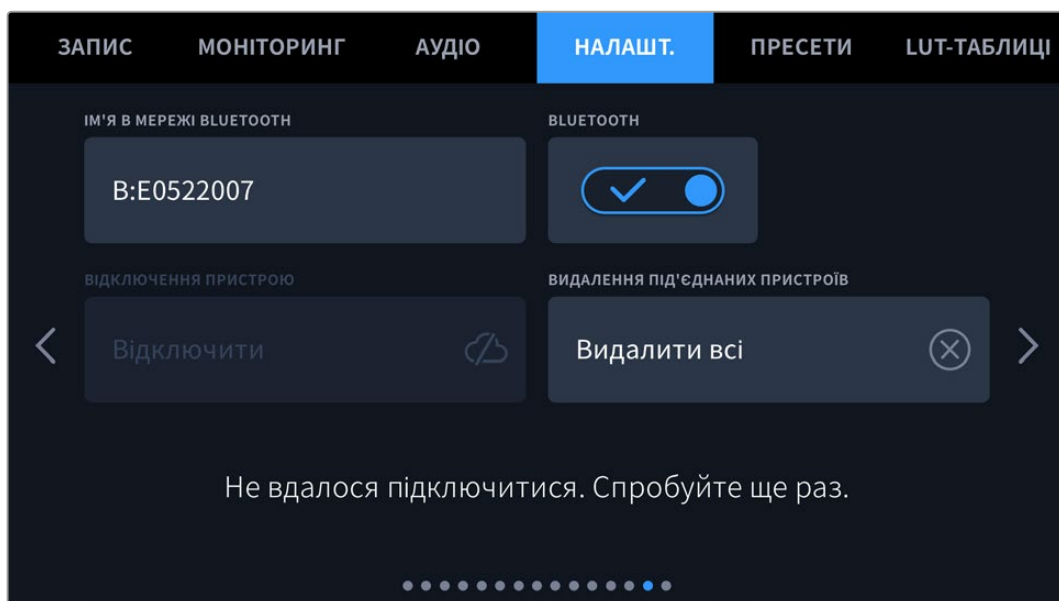 ЗАПИС МОНІТОРИНГ АУДІО НАЛАШТ. ПРЕСЕТИ LUT-ТАБЛИЦІ
ІМ'Я В МЕРЕЖІ BLUETOOTH BLUETOOTH
B:E0522007
ВІДКЛЮЧЕННЯ ПРИСТРОЮ ВИДАЛЕННЯ ПІД'ЄДНАНИХ ПРИСТРОЇВ
Відключити Видалити всі
Не вдалося підключитися. Спробуйте ще раз.